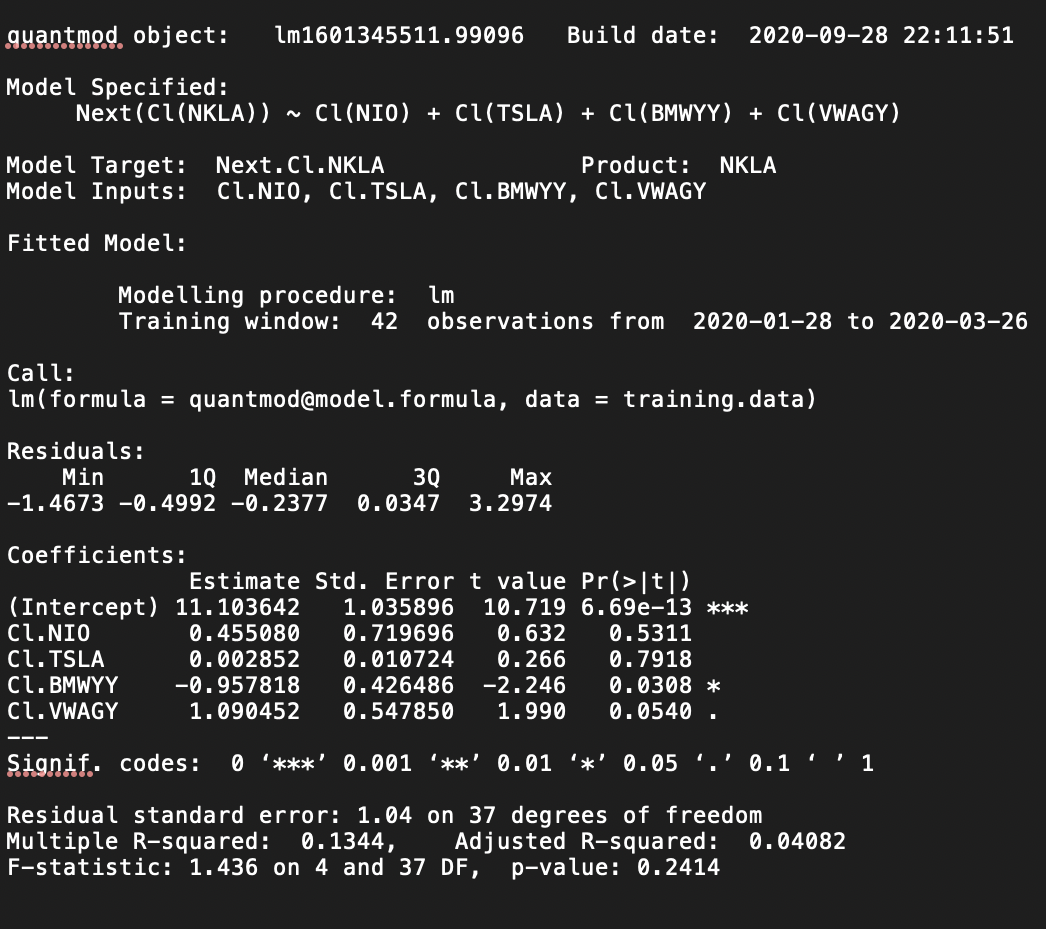 quantmod object:   lm1601345511.99096   Build date:  2020-09-28 22:11:51
Model Specified:
     Next(Cl(NKLA)) ~ Cl(NIO) + Cl(TSLA) + Cl(BMWYY) + Cl(VWAGY)
Model Target:  Next.Cl.NKLA              Product:  NKLA
Model Inputs:  Cl.NIO, Cl.TSLA, Cl.BMWYY, Cl.VWAGY
Fitted Model:
        Modelling procedure:  lm
        Training window:  42  observations from  2020-01-28 to 2020-03-26
Call:
lm(formula = quantmod@model.formula, data = training.data)
Residuals:
    Min      1Q  Median      3Q     Max
-1.4673 -0.4992 -0.2377  0.0347  3.2974
Coefficients:
             Estimate Std. Error t value Pr(>|t|)
(Intercept) 11.103642   1.035896  10.719 6.69e-13 ***
Cl.NIO       0.455080   0.719696   0.632   0.5311
Cl.TSLA      0.002852   0.010724   0.266   0.7918
Cl.BMWYY    -0.957818   0.426486  -2.246   0.0308 *
Cl.VWAGY     1.090452   0.547850   1.990   0.0540 .
---
Signif. codes:  0 ‘***’ 0.001 ‘**’ 0.01 ‘*’ 0.05 ‘.’ 0.1 ‘ ’ 1
Residual standard error: 1.04 on 37 degrees of freedom
Multiple R-squared:  0.1344,    Adjusted R-squared:  0.04082
F-statistic: 1.436 on 4 and 37 DF,  p-value: 0.2414